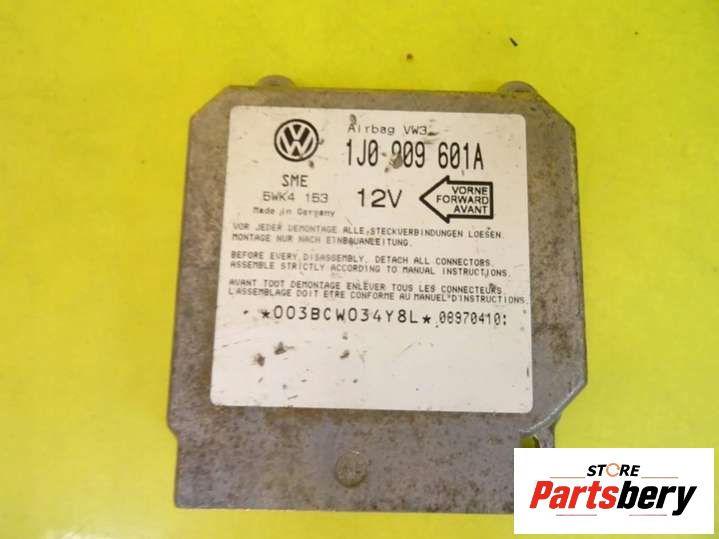 Airbag VW3
1J0 909 601A
SME
5WK4 153
12V
VORNE
FORWARD
AVANT
Made in Germany
VOR JEDER DEMONTAGE ALLE STECKVERBINDUNGEN LOESEN.
MONTAGE NUR NACH EINBAUANLEITUNG.
BEFORE EVERY DISASSEMBLY, DETACH ALL CONNECTORS.
ASSEMBLE STRICTLY ACCORDING TO MANUAL INSTRUCTIONS.
AVANT TOUT DEMONTAGE ENLEVER TOUS LES CONNECTEURS.
L'ASSEMBLAGE DOIT ETRE CONFORME AU MANUEL D'INSTRUCTIONS.
*003BCW034Y8L* 08970410:
STORE
Partsbery